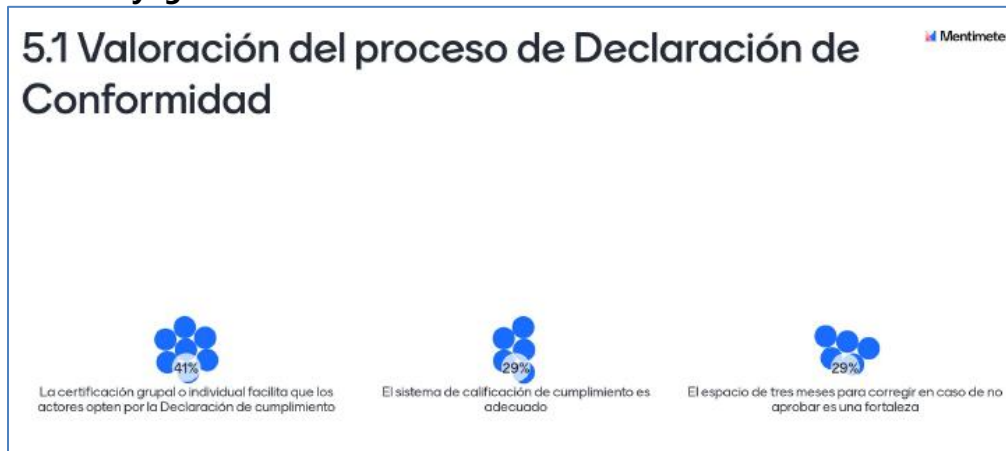 5.1 Valoración del proceso de Declaración de
Conformidad
Mentimete
41%
La certificación grupal o individual facilita que los
actores opten por la Declaración de cumplimiento
29%
El sistema de calificación de cumplimiento es
adecuado
29%
El espacio de tres meses para corregir en caso de no
aprobar es una fortaleza